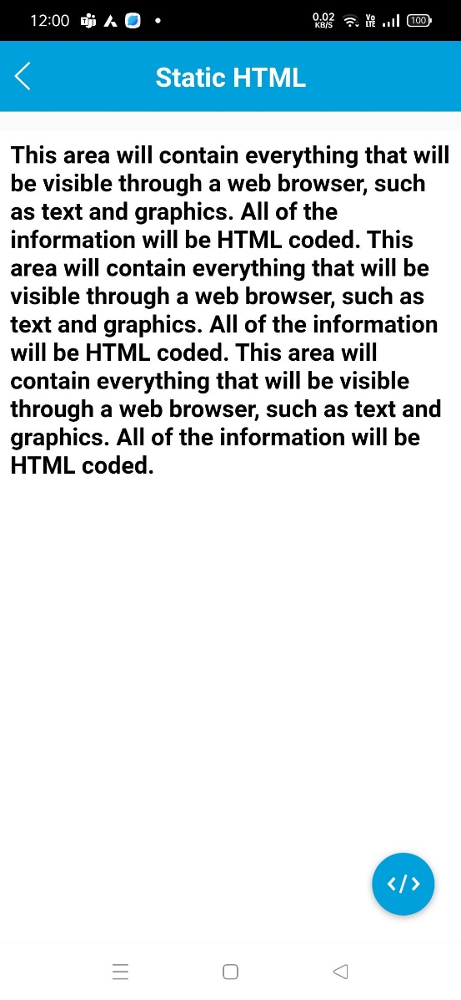 12:00
0.02
KB/S
Vo
LTE
100
Static HTML
This area will contain everything that will
be visible through a web browser, such
as text and graphics. All of the
information will be HTML coded. This
area will contain everything that will be
visible through a web browser, such as
text and graphics. All of the information
will be HTML coded. This area will
contain everything that will be visible
through a web browser, such as text and
graphics. All of the information will be
HTML coded.
</>